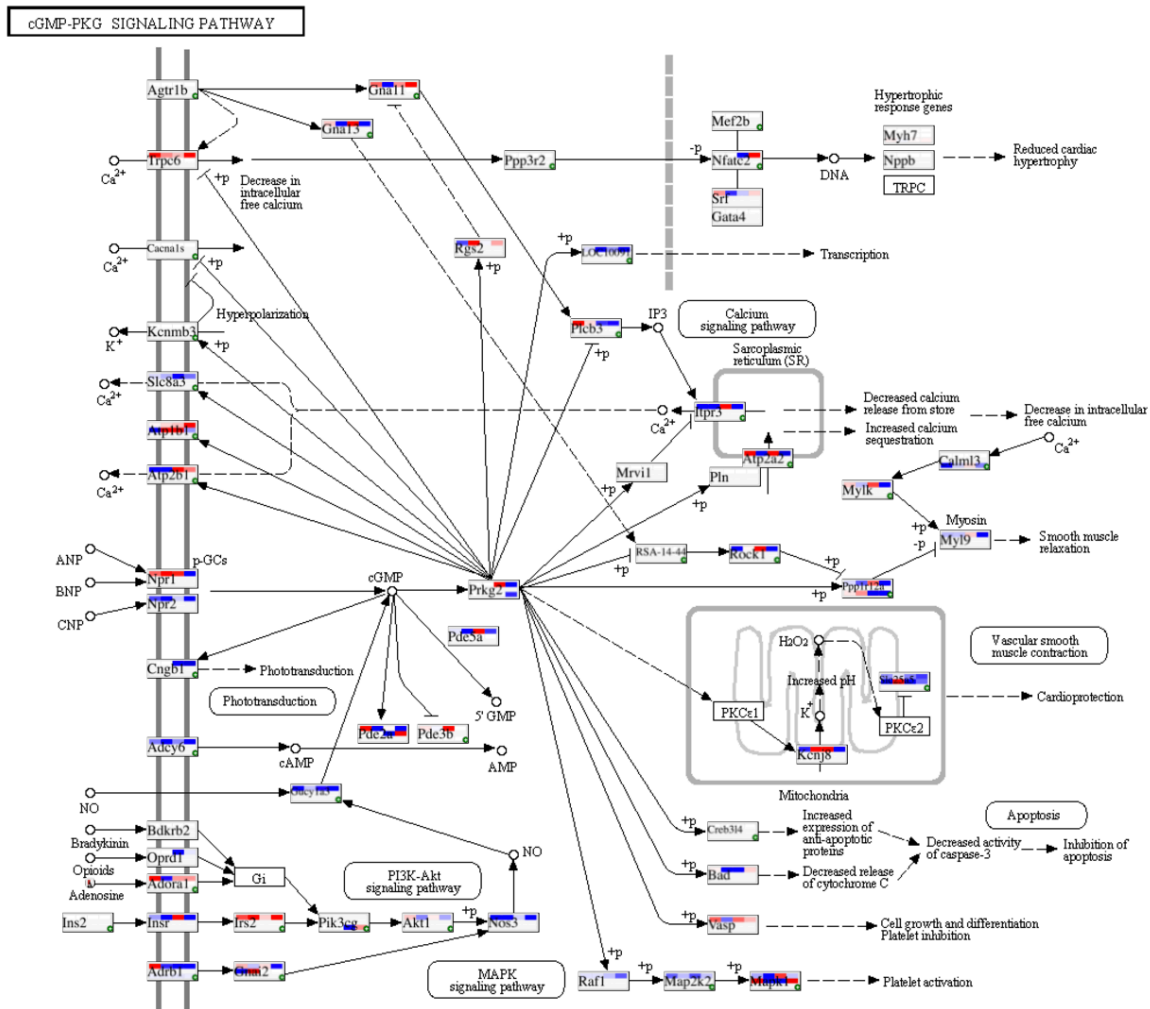 cGMP-PKG SIGNALING PATHWAY
Agtr1b
Gna11
Gna13
Hypertrophic
response genes
Mef2b
Myh7
Trpc6
Ca2+
+p
Decrease in
intracellular
free calcium
Ppp3r2
-p
Nfatc2
DNA
Nppb
Reduced cardiac
hypertrophy
TRPC
Srf
Gata4
Cacna1s
Ca2+
+p
Rgs2
+p
+p
Transcription
Hyperpolarization
Kcnmb3
K+
+p
Plcb3
+p
IP3
Calcium
signaling pathway
Sarcoplasmic
reticulum (SR)
Slc8a3
Ca2+
Itpr3
Ca2+
Decreased calcium
release from store
Decrease in intracellular
free calcium
Increased calcium
sequestration
Ca2+
Atp1b1
Atp2b1
Ca2+
Mrvi1
+p
Pln
+p
Atp2a2
Calml3
Mylk
Myosin
+p
-p
Myl9
Smooth muscle
relaxation
RSA-14-44
+p
Rock1
+p
Ppp1r12a
+p
ANP
BNP
CNP
p-GCs
Npr1
Npr2
cGMP
Prkg2
Pde5a
Cngb1
Phototransduction
Phototransduction
5' GMP
Pde2a
Pde3b
Adcy6
cAMP
AMP
H2O2
Increased pH
K+
PKCε1
PKCε2
Kcnj8
Mitochondria
Vascular smooth
muscle contraction
Cardioprotection
NO
Gucy1a3
Bdkrb2
Bradykinin
Oprd1
Opioids
Adora1
Adenosine
Gi
NO
PI3K-Akt
signaling pathway
Ins2
Insr
Irs2
Pik3cg
Akt1
+p
Nos3
Adrb1
MAPK
signaling pathway
+p
Creb3l4
Increased
expression of
anti-apoptotic
proteins
Apoptosis
Decreased activity
of caspase-3
Inhibition of
apoptosis
+p
Bad
Decreased release
of cytochrome C
+p
Vasp
Cell growth and differentiation
Platelet inhibition
+p
Raf1
+p
Map2k2
+p
Mapk1
Platelet activation